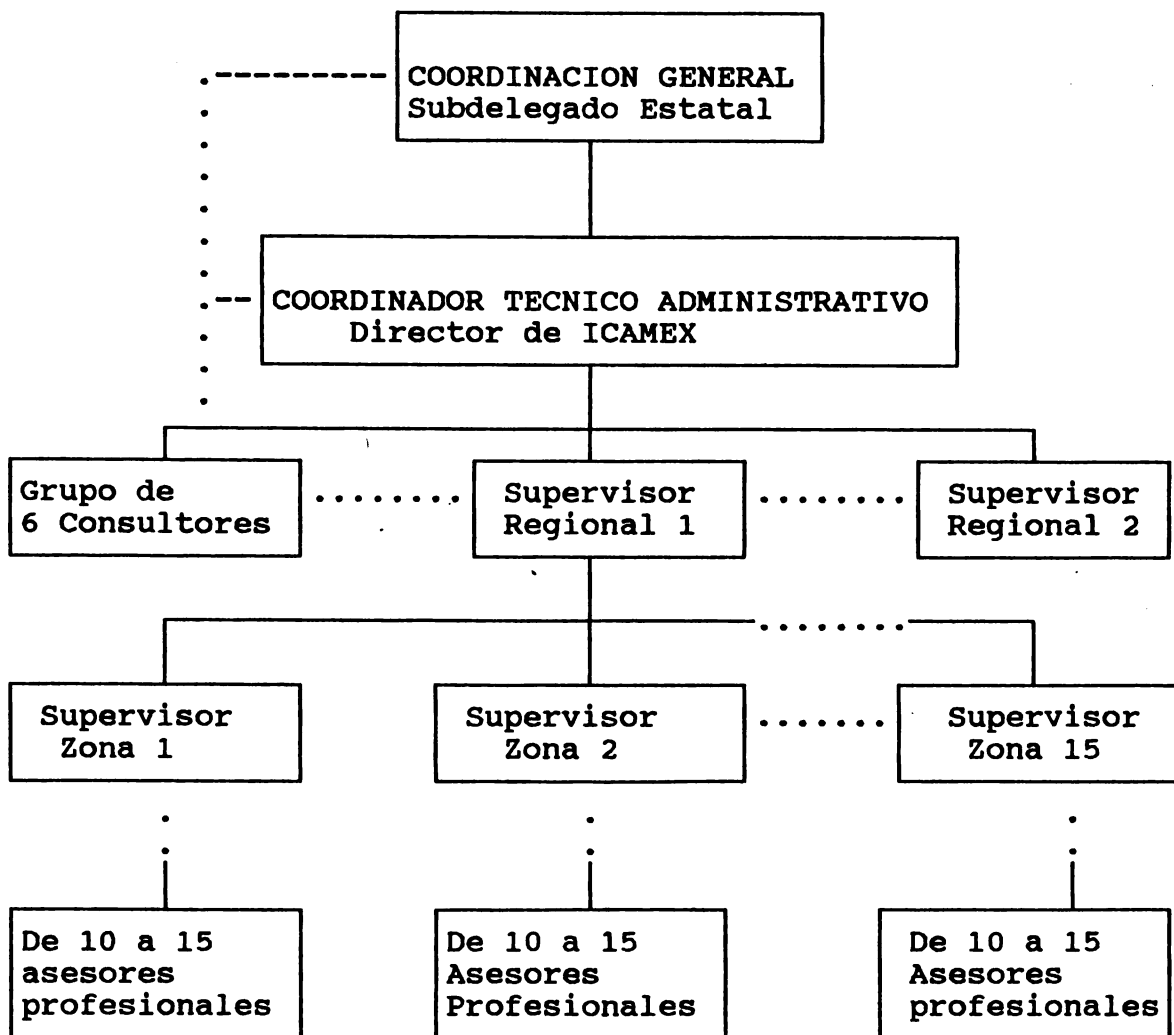 COORDINACION GENERAL
Subdelegado Estatal
COORDINADOR TECNICO ADMINISTRATIVO
Director de ICAMEX
Grupo de
6 Consultores
Supervisor
Regional 1
Supervisor
Regional 2
Supervisor
Zona 1
Supervisor
Zona 2
Supervisor
Zona 15
De 10 a 15
asesores
profesionales
De 10 a 15
Asesores
Profesionales
De 10 a 15
Asesores
profesionales